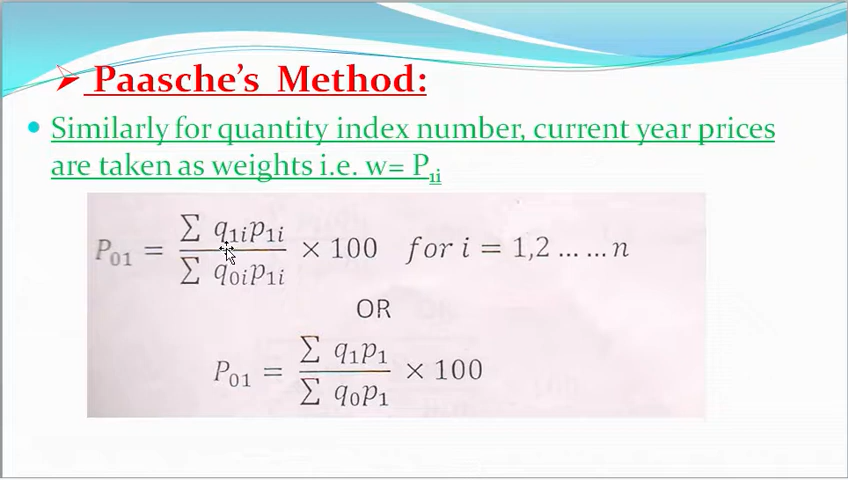 ➤ Paasche's Method:
• Similarly for quantity index number, current year prices
are taken as weights i.e. w= P₁ᵢ
P₀₁ = ∑ q₁ᵢp₁ᵢ / ∑ q₀ᵢp₁ᵢ × 100 for i = 1,2 ... ... n
OR
P₀₁ = ∑ q₁p₁ / ∑ q₀p₁ × 100